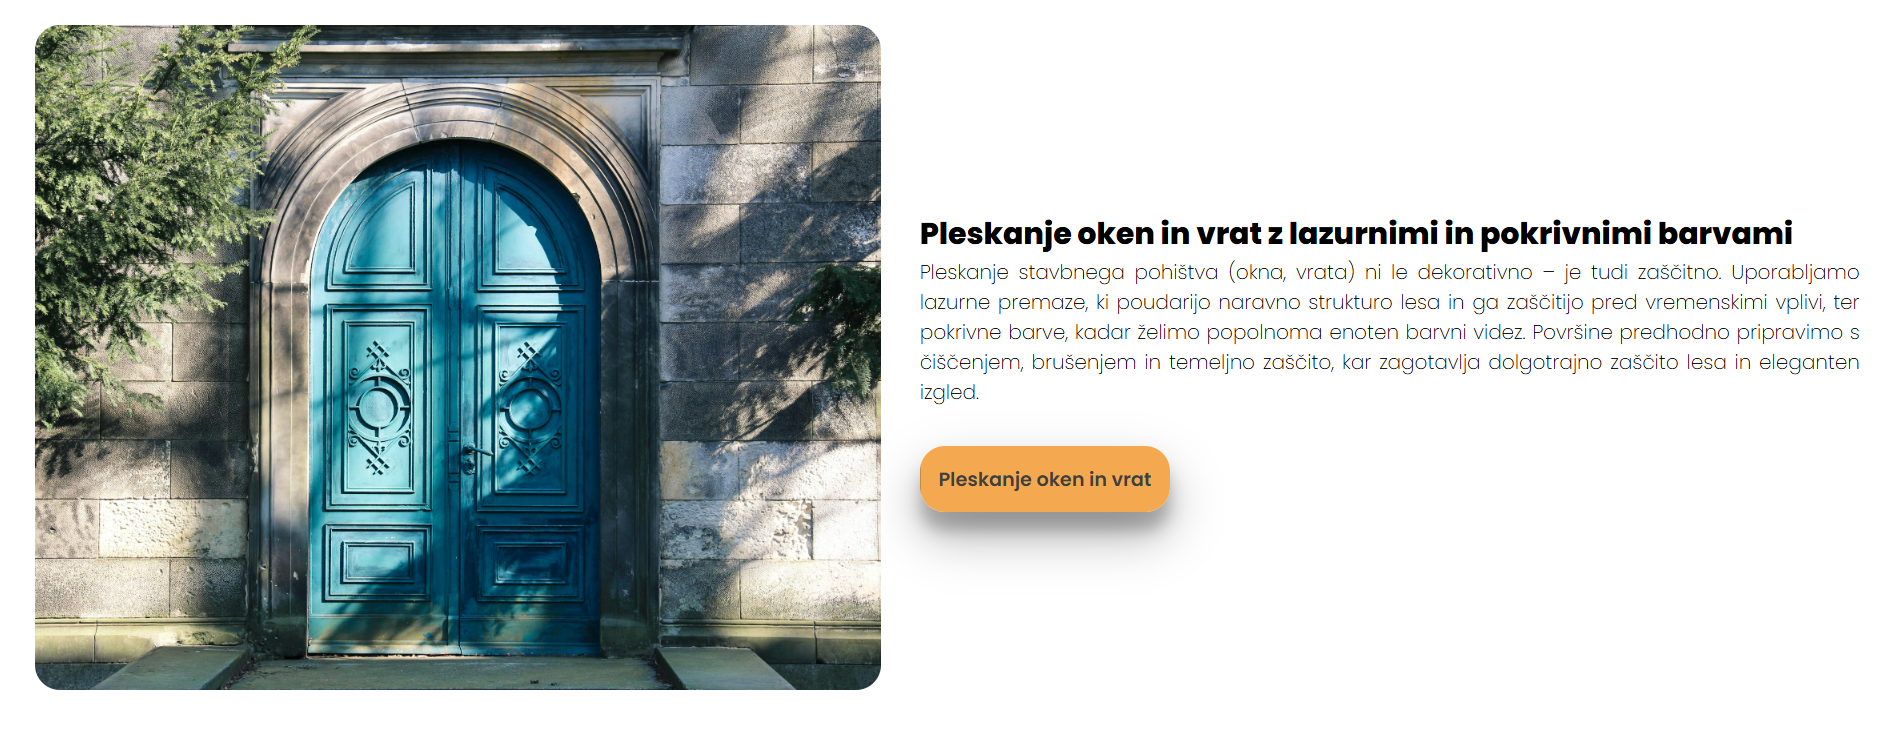 Pleskanje oken in vrat z lazurnimi in pokrivnimi barvami
Pleskanje stavbnega pohištva (okna, vrata) ni le dekorativno – je tudi zaščitno. Uporabljamo
lazurne premaze, ki poudarijo naravno strukturo lesa in ga zaščitijo pred vremenskimi vplivi, ter
pokrivne barve, kadar želimo popolnoma enoten barvni videz. Površine predhodno pripravimo s
čiščenjem, brušenjem in temeljno zaščito, kar zagotavlja dolgotrajno zaščito lesa in eleganten
izgled.
Pleskanje oken in vrat